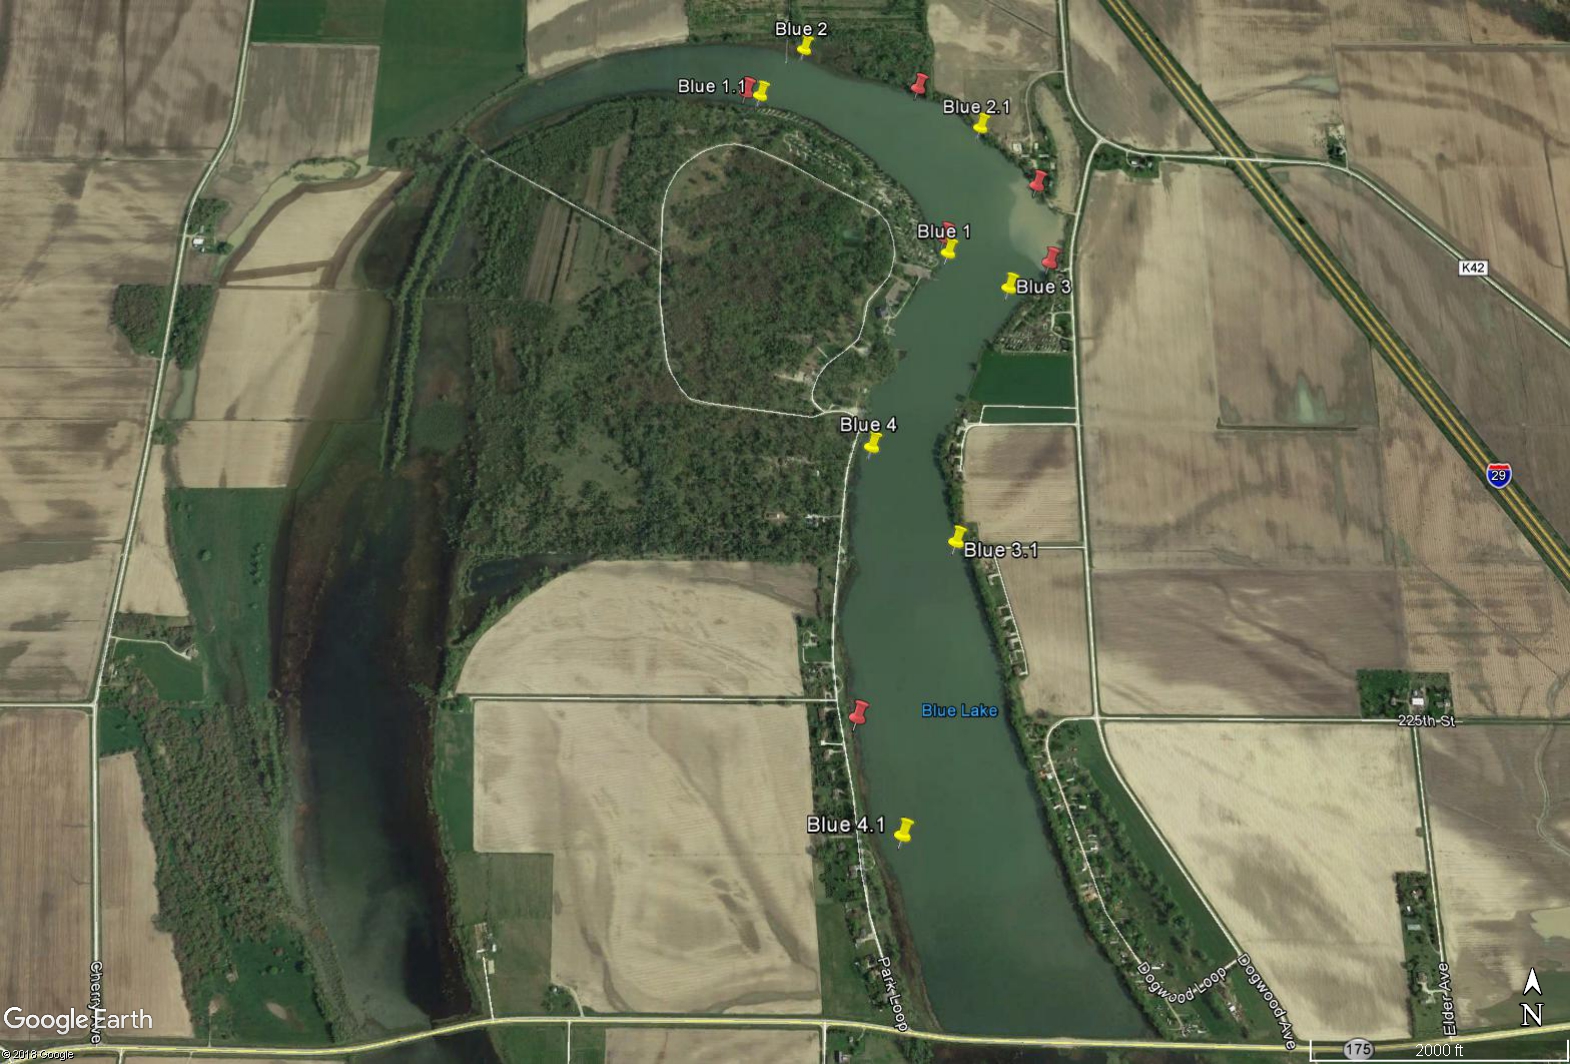 Blue 2
Blue 1.1
Blue 2.1
Blue 1
K42
Blue 3
Blue 4
29
Blue 3.1
Blue Lake
225th St
Blue 4.1
Park Loop
Dogwood Loop
Dogwood Ave
Elder Ave
Cherry Ave
N
Google Earth
© 2018 Google
175
2000 ft